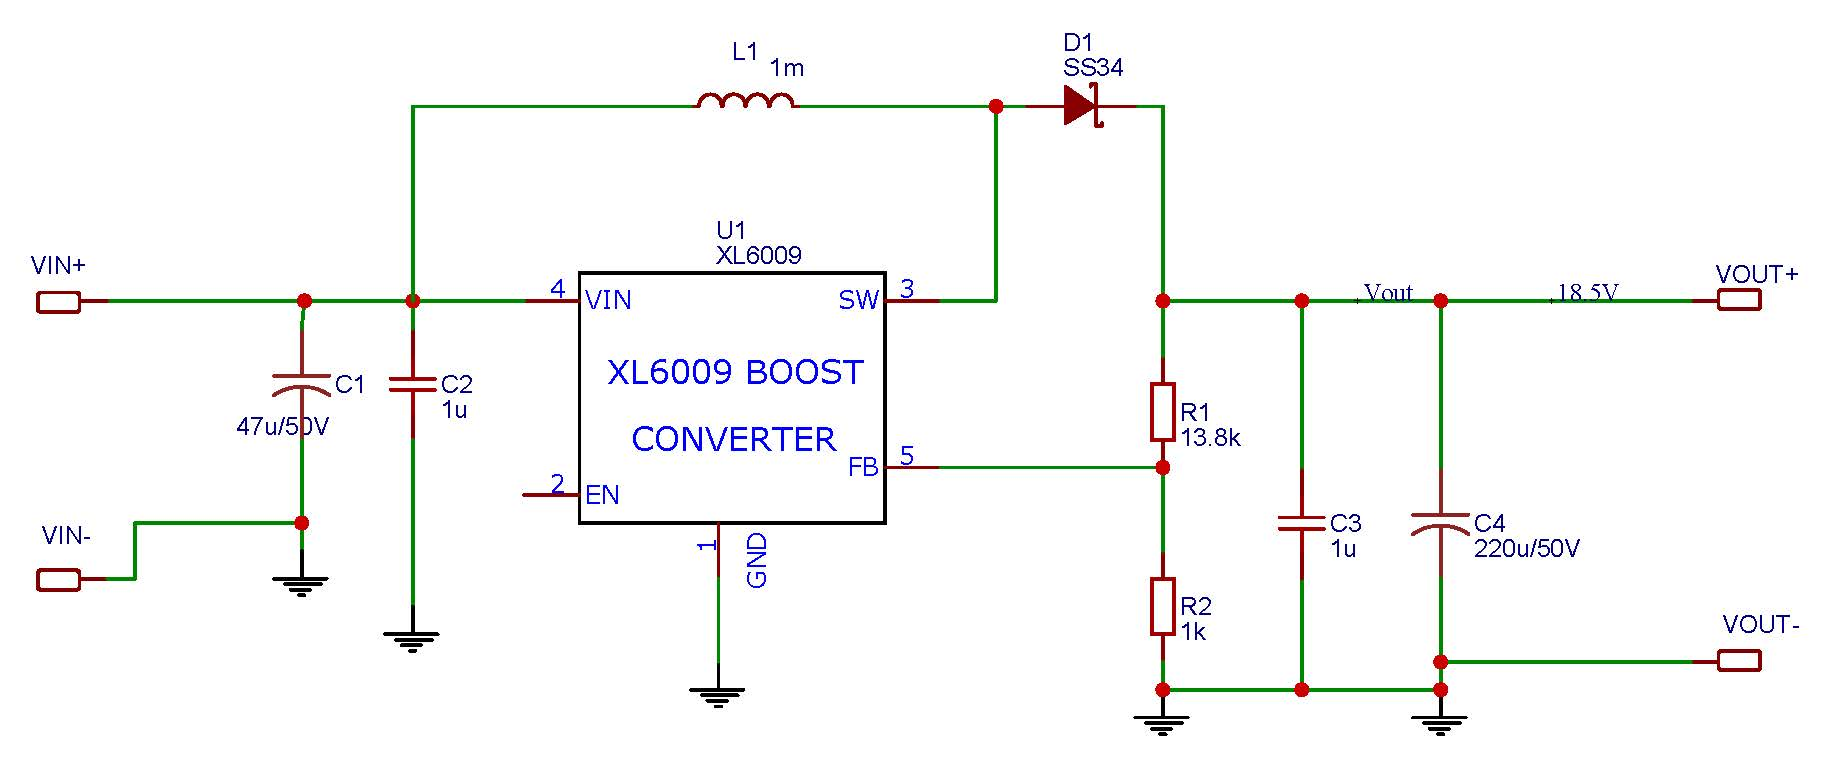 L1
1m
D1
SS34
U1
XL6009
VIN+
4
VIN
SW
3
Vout
18.5V
VOUT+
XL6009 BOOST
CONVERTER
C1
47u/50V
C2
1u
R1
13.8k
FB
5
2
EN
1
GND
VIN-
C3
1u
C4
220u/50V
R2
1k
VOUT-